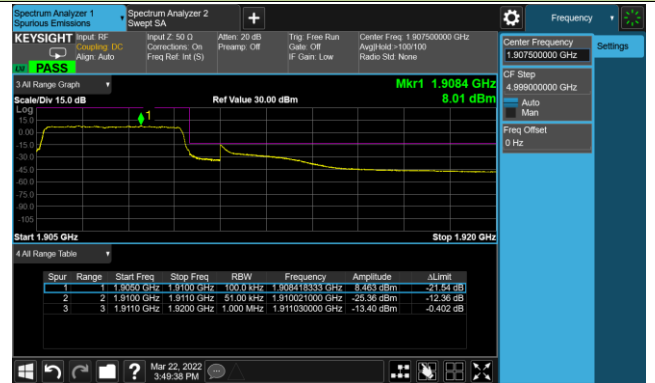 Spectrum Analyzer 1
Spurious Emissions
Spectrum Analyzer 2
Swept SA
+
Frequency
KEYSIGHT
Input: RF
Coupling: DC
Align: Auto
Input Z: 50 Ω
Corrections: On
Freq Ref: Int (S)
Atten: 20 dB
Preamp: Off
Trig: Free Run
Gate: Off
IF Gain: Low
Center Freq: 1.907500000 GHz
Avg|Hold:>100/100
Radio Std: None
LW PASS
Center Frequency
1.907500000 GHz
Settings
CF Step
4.999000000 GHz
Auto
Man
Freq Offset
0 Hz
3 All Range Graph
Mkr1 1.9084 GHz
Scale/Div 15.0 dB
Ref Value 30.00 dBm
8.01 dBm
Log
1
15.0
0.00
-15.0
-30.0
-45.0
-60.0
-75.0
-90.0
-105
Start 1.905 GHz
Stop 1.920 GHz
4 All Range Table
Spur Range Start Freq Stop Freq RBW Frequency Amplitude ΔLimit
1 1 1.9050 GHz 1.9100 GHz 100.0 kHz 1.908418333 GHz 8.463 dBm -21.54 dB
2 2 1.9100 GHz 1.9110 GHz 51.00 kHz 1.910021000 GHz -25.36 dBm -12.36 dB
3 3 1.9110 GHz 1.9200 GHz 1.000 MHz 1.911030000 GHz -13.40 dBm -0.402 dB
?
Mar 22, 2022
3:49:38 PM